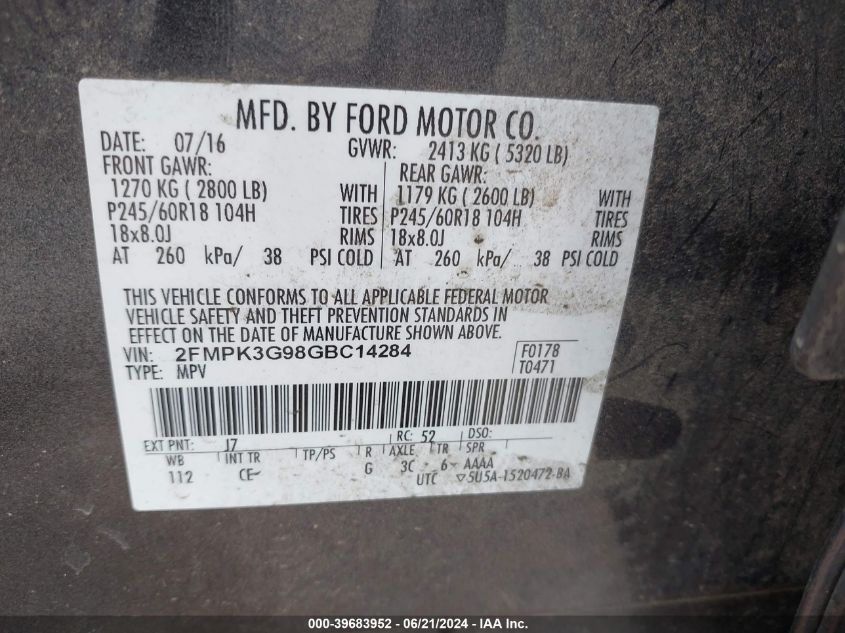 MFD. BY FORD MOTOR CO.
DATE: 07/16 GVWR: 2413 KG ( 5320 LB)
FRONT GAWR: REAR GAWR:
1270 KG ( 2800 LB) WITH 1179 KG ( 2600 LB) WITH
P245/60R18 104H TIRES P245/60R18 104H TIRES
18x8.0J RIMS 18x8.0J RIMS
AT 260 kPa/ 38 PSI COLD AT 260 kPa/ 38 PSI COLD
THIS VEHICLE CONFORMS TO ALL APPLICABLE FEDERAL MOTOR
VEHICLE SAFETY AND THEFT PREVENTION STANDARDS IN
EFFECT ON THE DATE OF MANUFACTURE SHOWN ABOVE.
VIN: 2FMPK3G98GBC14284 F0178
TYPE: MPV T0471
EXT PNT: J7 RC: 52 DSO:
WB INT TR TP/PS R AXLE TR SPR
112 CE G 3C 6 AAAA
UTC ▽5U5A-1520472-BA
000-39683952 / 06/21/2024 - IAA Inc.